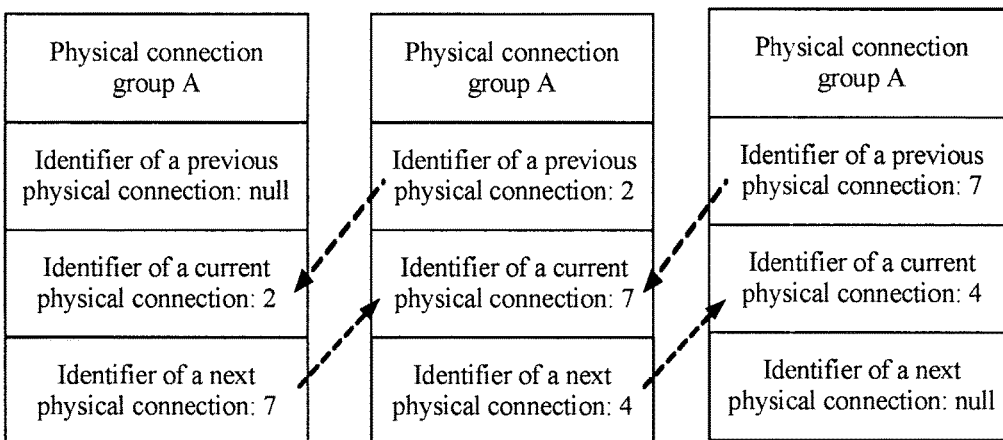 Physical connection
group A
Identifier of a previous
physical connection: null
Identifier of a current
physical connection: 2
Identifier of a next
physical connection: 7
Physical connection
group A
Identifier of a previous
physical connection: 2
Identifier of a current
physical connection: 7
Identifier of a next
physical connection: 4
Physical connection
group A
Identifier of a previous
physical connection: 7
Identifier of a current
physical connection: 4
Identifier of a next
physical connection: null